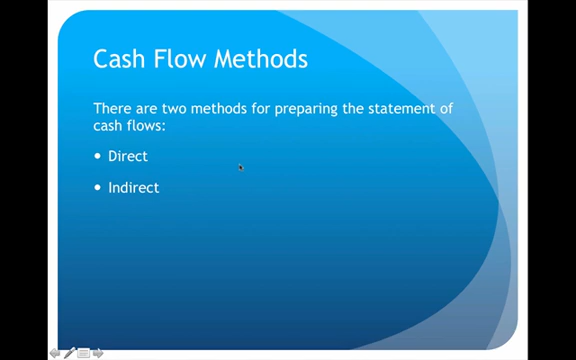 Cash Flow Methods
There are two methods for preparing the statement of
cash flows:
• Direct
• Indirect